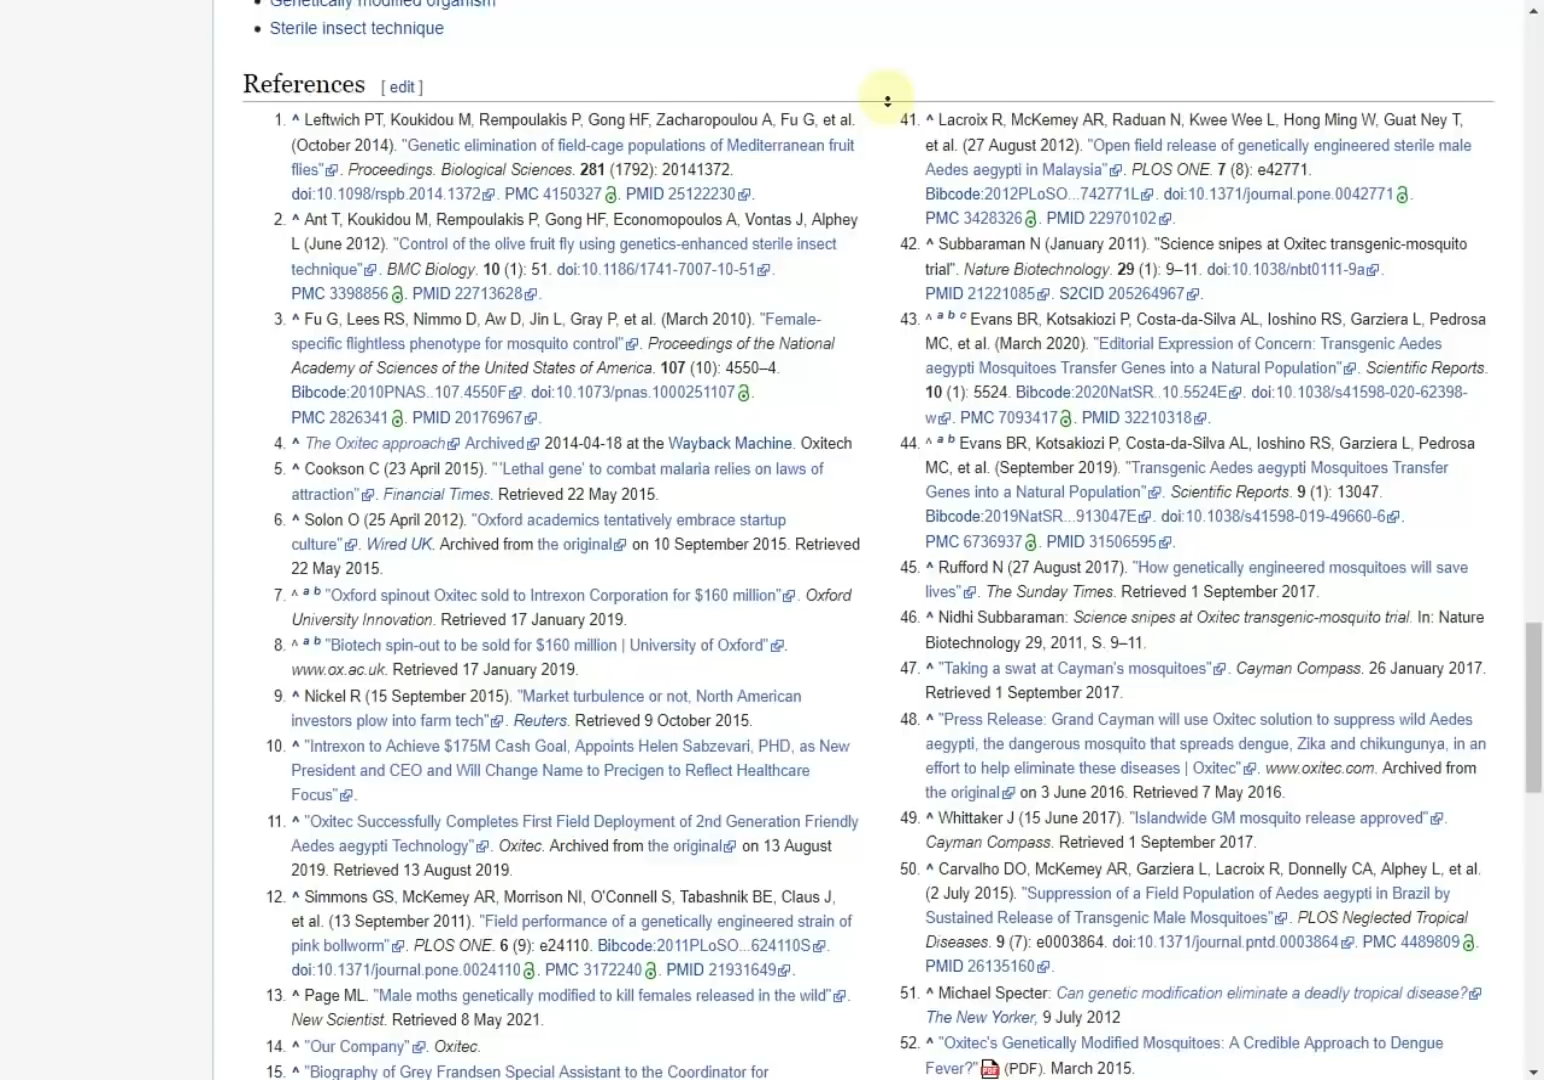 Genetically modified organism
Sterile insect technique
References [ edit ]
1. ^ Leftwich PT, Koukidou M, Rempoulakis P, Gong HF, Zacharopoulou A, Fu G, et al.
(October 2014). "Genetic elimination of field-cage populations of Mediterranean fruit
flies". Proceedings. Biological Sciences. 281 (1792): 20141372.
doi:10.1098/rspb.2014.1372. PMC 4150327. PMID 25122230.
2. ^ Ant T, Koukidou M, Rempoulakis P, Gong HF, Economopoulos A, Vontas J, Alphey
L (June 2012). "Control of the olive fruit fly using genetics-enhanced sterile insect
technique". BMC Biology. 10 (1): 51. doi:10.1186/1741-7007-10-51.
PMC 3398856. PMID 22713628.
3. ^ Fu G, Lees RS, Nimmo D, Aw D, Jin L, Gray P, et al. (March 2010). "Female-
specific flightless phenotype for mosquito control". Proceedings of the National
Academy of Sciences of the United States of America. 107 (10): 4550–4.
Bibcode:2010PNAS..107.4550F. doi:10.1073/pnas.1000251107.
PMC 2826341. PMID 20176967.
4. ^ The Oxitec approach Archived 2014-04-18 at the Wayback Machine. Oxitech
5. ^ Cookson C (23 April 2015). "'Lethal gene' to combat malaria relies on laws of
attraction". Financial Times. Retrieved 22 May 2015.
6. ^ Solon O (25 April 2012). "Oxford academics tentatively embrace startup
culture". Wired UK. Archived from the original on 10 September 2015. Retrieved
22 May 2015.
7. ^ a b "Oxford spinout Oxitec sold to Intrexon Corporation for $160 million". Oxford
University Innovation. Retrieved 17 January 2019.
8. ^ a b "Biotech spin-out to be sold for $160 million | University of Oxford".
www.ox.ac.uk. Retrieved 17 January 2019.
9. ^ Nickel R (15 September 2015). "Market turbulence or not, North American
investors plow into farm tech". Reuters. Retrieved 9 October 2015.
10. ^ "Intrexon to Achieve $175M Cash Goal, Appoints Helen Sabzevari, PHD, as New
President and CEO and Will Change Name to Precigen to Reflect Healthcare
Focus".
11. ^ "Oxitec Successfully Completes First Field Deployment of 2nd Generation Friendly
Aedes aegypti Technology". Oxitec. Archived from the original on 13 August
2019. Retrieved 13 August 2019.
12. ^ Simmons GS, McKemey AR, Morrison NI, O'Connell S, Tabashnik BE, Claus J,
et al. (13 September 2011). "Field performance of a genetically engineered strain of
pink bollworm". PLOS ONE. 6 (9): e24110. Bibcode:2011PLoSO...624110S.
doi:10.1371/journal.pone.0024110. PMC 3172240. PMID 21931649.
13. ^ Page ML. "Male moths genetically modified to kill females released in the wild".
New Scientist. Retrieved 8 May 2021.
14. ^ "Our Company". Oxitec.
15. ^ "Biography of Grey Frandsen Special Assistant to the Coordinator for
41. ^ Lacroix R, McKemey AR, Raduan N, Kwee Wee L, Hong Ming W, Guat Ney T,
et al. (27 August 2012). "Open field release of genetically engineered sterile male
Aedes aegypti in Malaysia". PLOS ONE. 7 (8): e42771.
Bibcode:2012PLoSO...742771L. doi:10.1371/journal.pone.0042771.
PMC 3428326. PMID 22970102.
42. ^ Subbaraman N (January 2011). "Science snipes at Oxitec transgenic-mosquito
trial". Nature Biotechnology. 29 (1): 9–11. doi:10.1038/nbt0111-9a.
PMID 21221085. S2CID 205264967.
43. ^ a b c Evans BR, Kotsakiozi P, Costa-da-Silva AL, Ioshino RS, Garziera L, Pedrosa
MC, et al. (March 2020). "Editorial Expression of Concern: Transgenic Aedes
aegypti Mosquitoes Transfer Genes into a Natural Population". Scientific Reports.
10 (1): 5524. Bibcode:2020NatSR..10.5524E. doi:10.1038/s41598-020-62398-
w. PMC 7093417. PMID 32210318.
44. ^ a b Evans BR, Kotsakiozi P, Costa-da-Silva AL, Ioshino RS, Garziera L, Pedrosa
MC, et al. (September 2019). "Transgenic Aedes aegypti Mosquitoes Transfer
Genes into a Natural Population". Scientific Reports. 9 (1): 13047.
Bibcode:2019NatSR...913047E. doi:10.1038/s41598-019-49660-6.
PMC 6736937. PMID 31506595.
45. ^ Rufford N (27 August 2017). "How genetically engineered mosquitoes will save
lives". The Sunday Times. Retrieved 1 September 2017.
46. ^ Nidhi Subbaraman: Science snipes at Oxitec transgenic-mosquito trial. In: Nature
Biotechnology 29, 2011, S. 9–11.
47. ^ "Taking a swat at Cayman's mosquitoes". Cayman Compass. 26 January 2017.
Retrieved 1 September 2017.
48. ^ "Press Release: Grand Cayman will use Oxitec solution to suppress wild Aedes
aegypti, the dangerous mosquito that spreads dengue, Zika and chikungunya, in an
effort to help eliminate these diseases | Oxitec". www.oxitec.com. Archived from
the original on 3 June 2016. Retrieved 7 May 2016.
49. ^ Whittaker J (15 June 2017). "Islandwide GM mosquito release approved".
Cayman Compass. Retrieved 1 September 2017.
50. ^ Carvalho DO, McKemey AR, Garziera L, Lacroix R, Donnelly CA, Alphey L, et al.
(2 July 2015). "Suppression of a Field Population of Aedes aegypti in Brazil by
Sustained Release of Transgenic Male Mosquitoes". PLOS Neglected Tropical
Diseases. 9 (7): e0003864. doi:10.1371/journal.pntd.0003864. PMC 4489809.
PMID 26135160.
51. ^ Michael Specter: Can genetic modification eliminate a deadly tropical disease?
The New Yorker, 9 July 2012
52. ^ "Oxitec's Genetically Modified Mosquitoes: A Credible Approach to Dengue
Fever?" (PDF). March 2015.